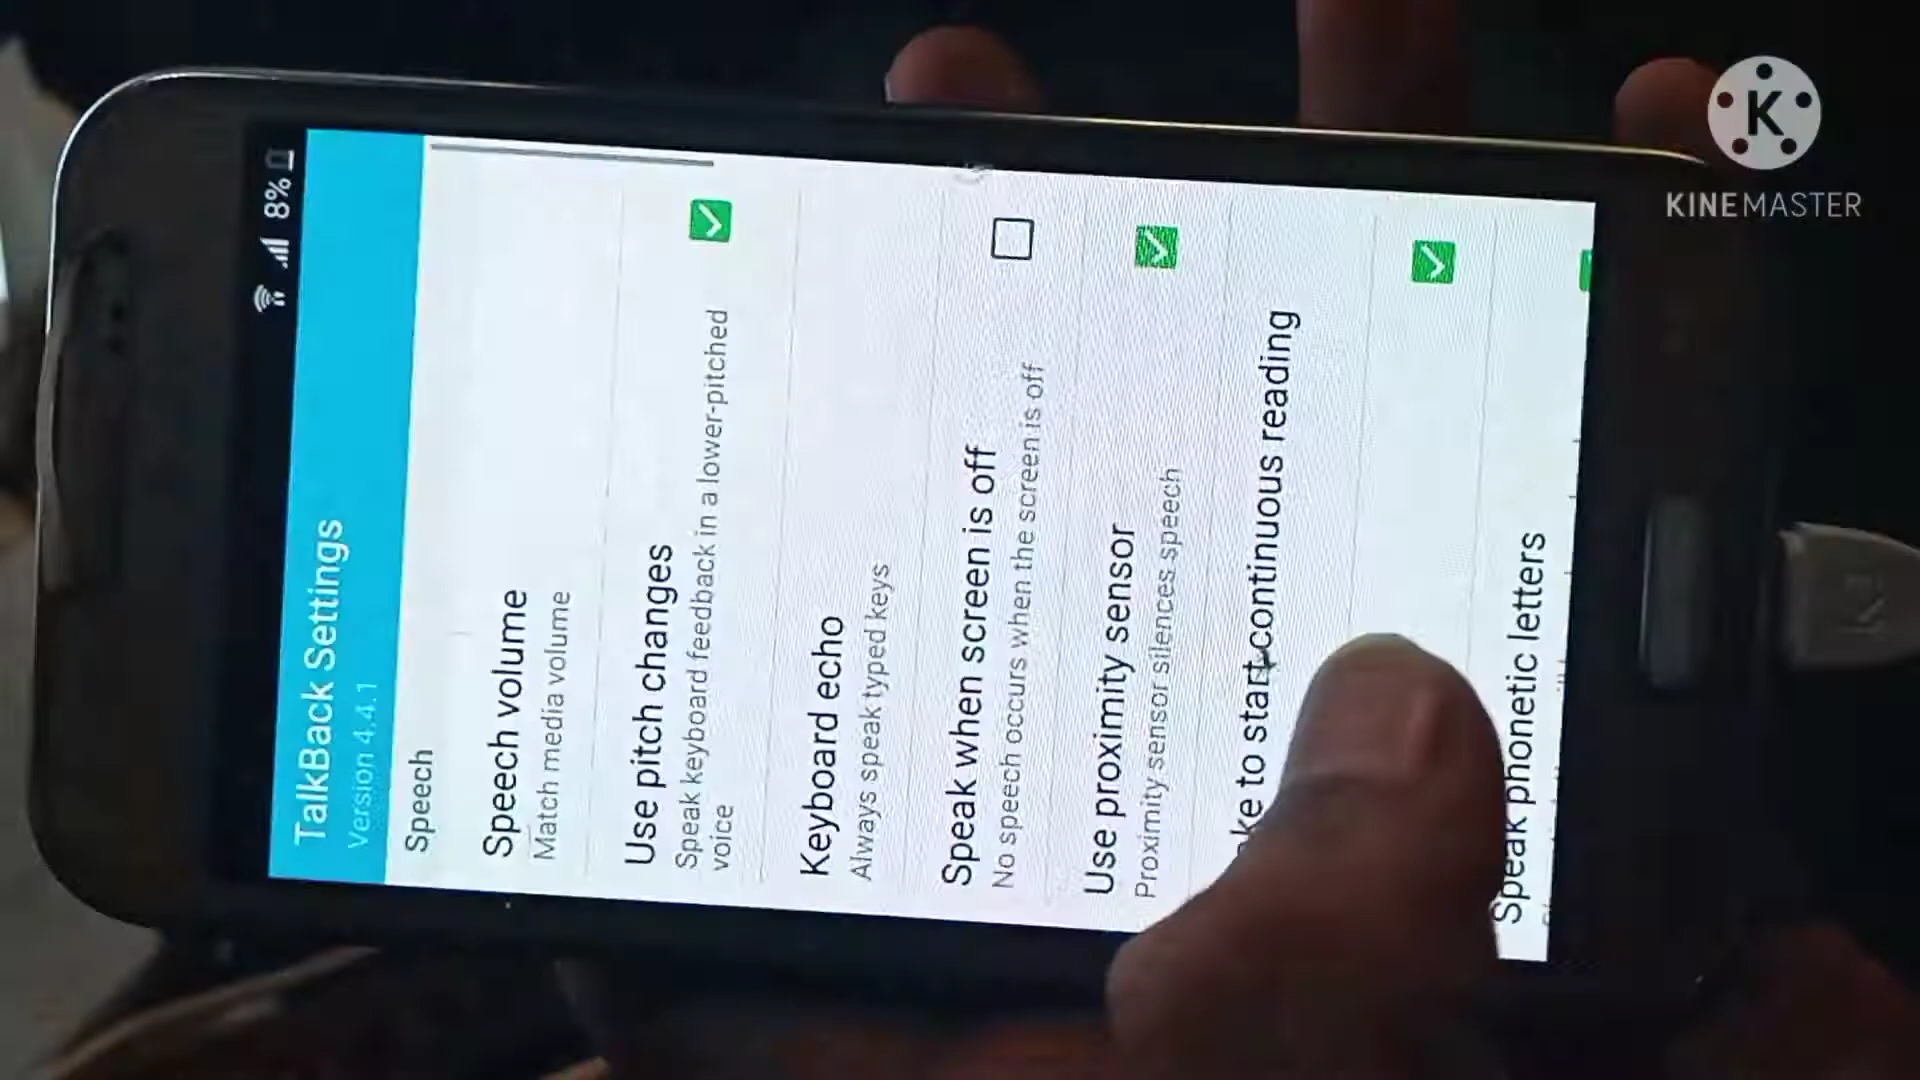 8%
TalkBack Settings
Version 4.4.1
Speech
Speech volume
Match media volume
Use pitch changes
Speak keyboard feedback in a lower-pitched
voice
Keyboard echo
Always speak typed keys
Speak when screen is off
No speech occurs when the screen is off
Use proximity sensor
Proximity sensor silences speech
ke to start continuous reading
Speak phonetic letters
K
KINEMASTER